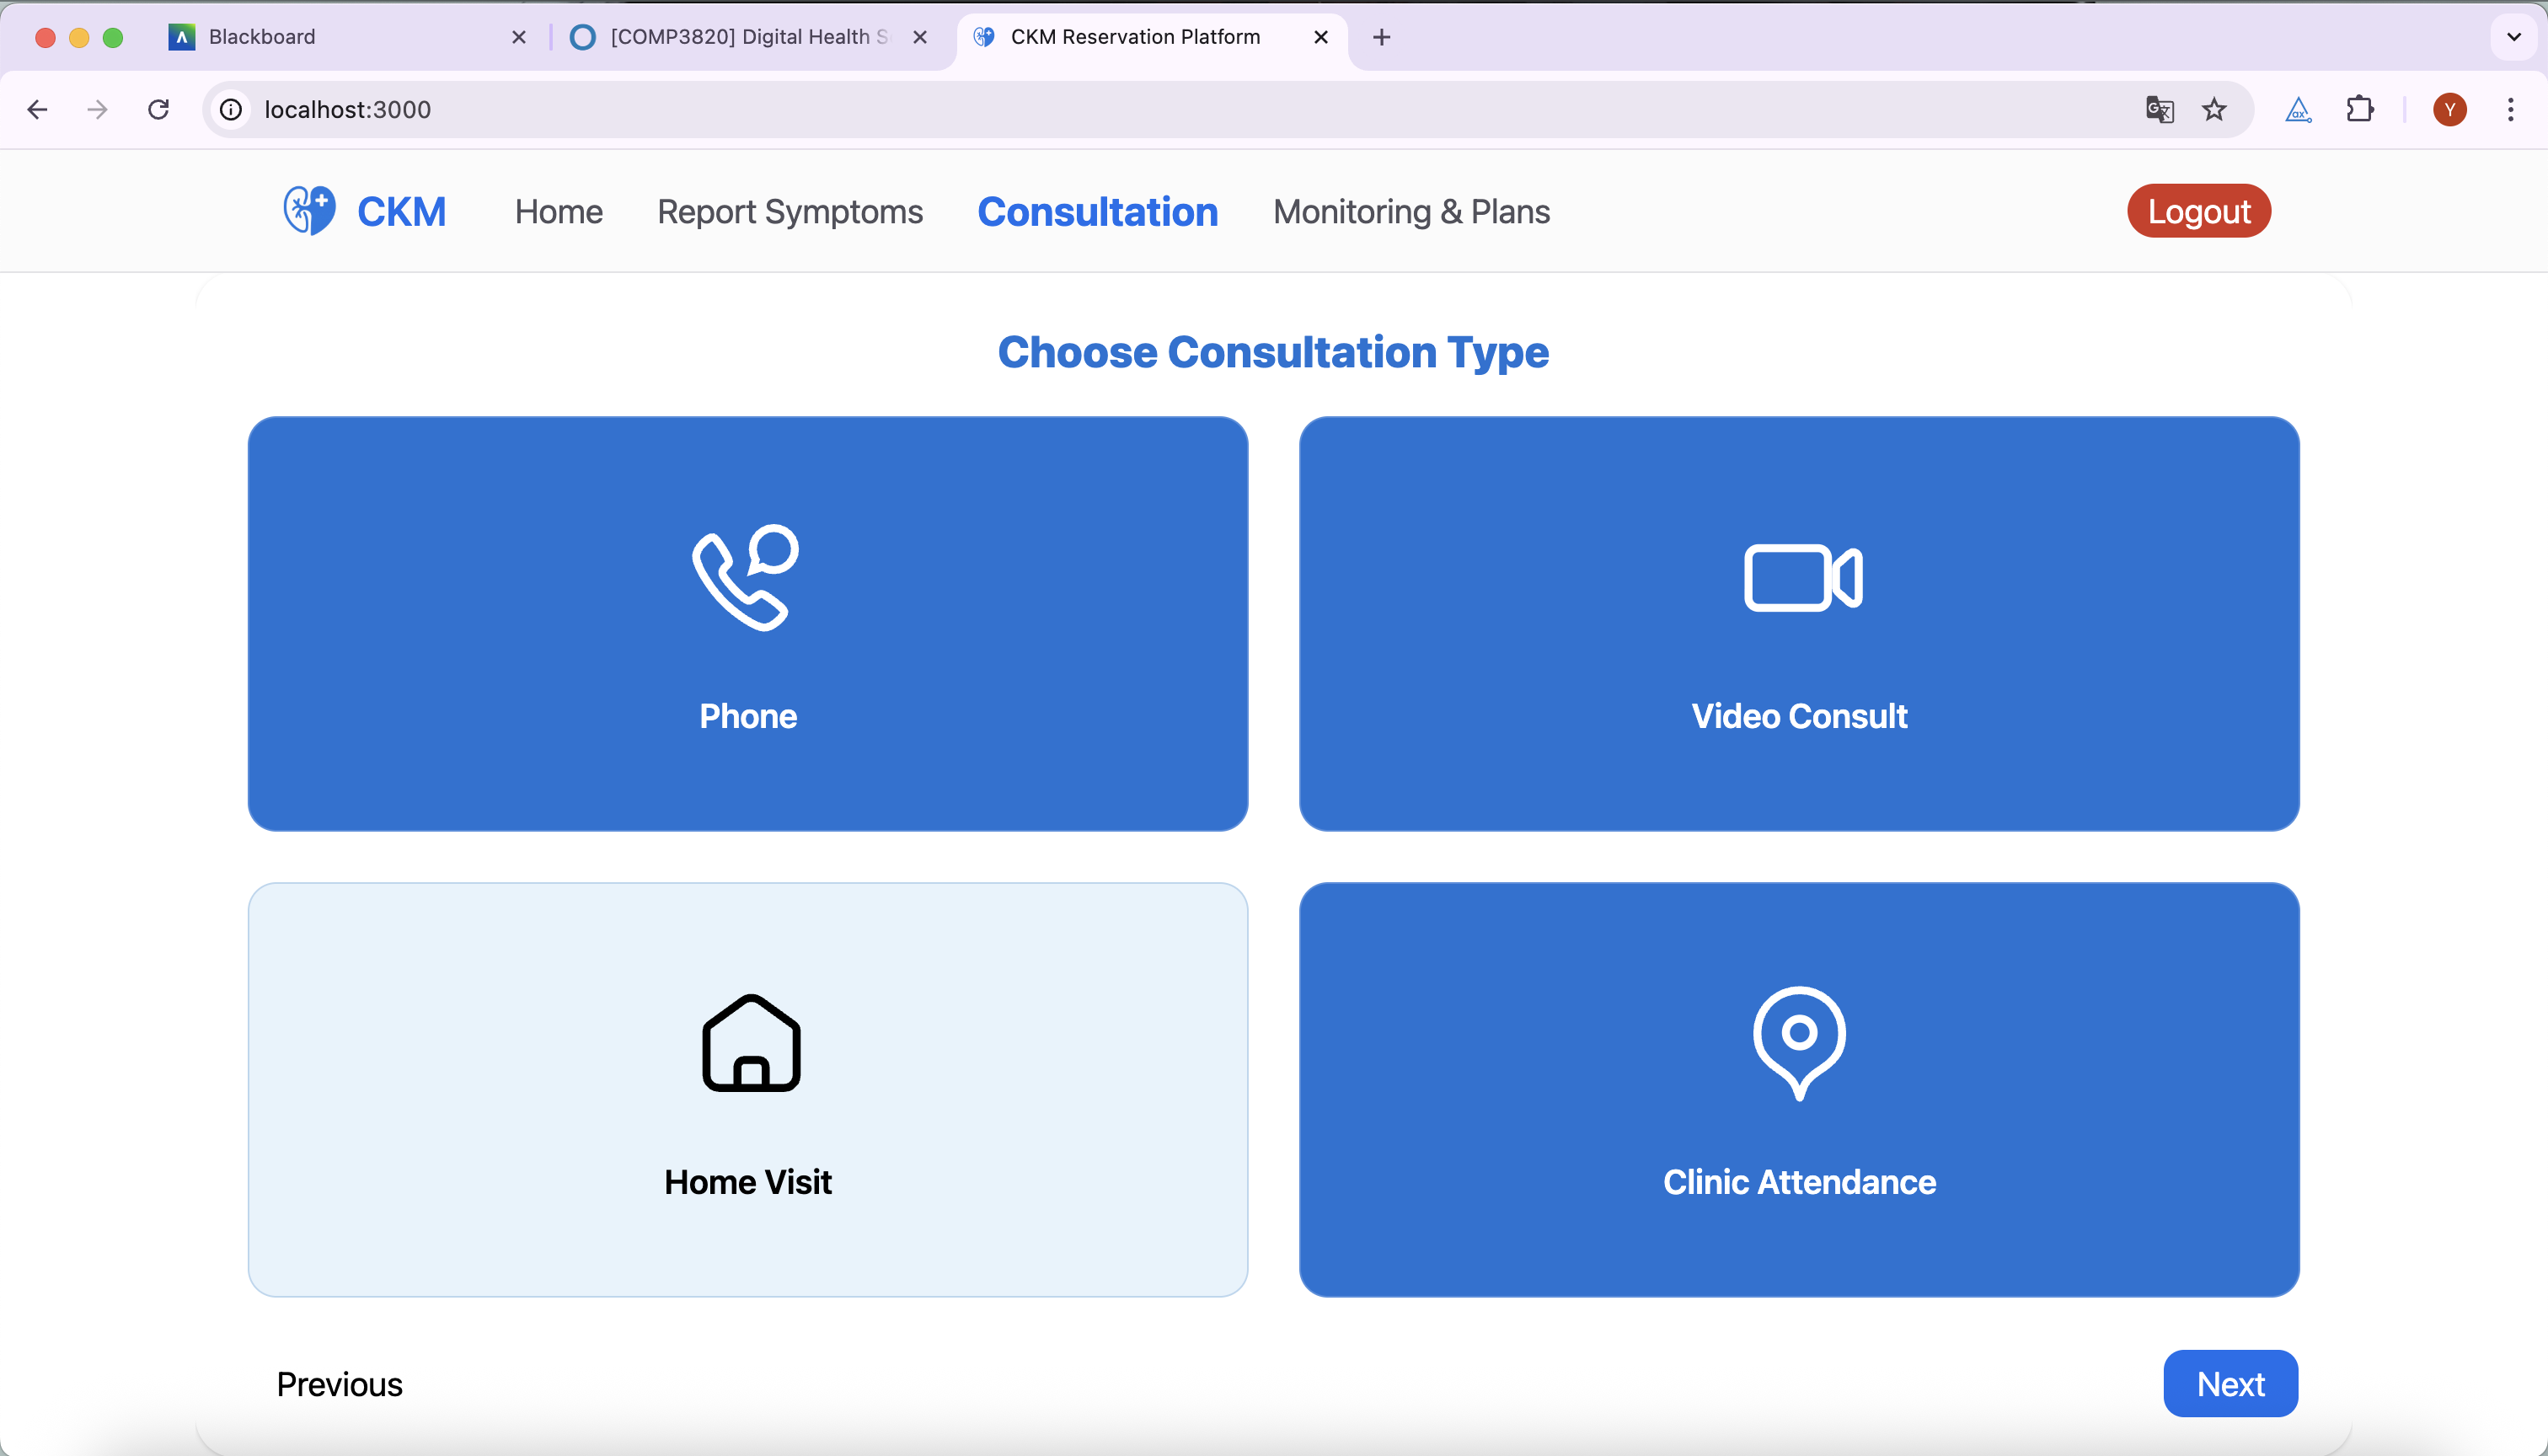 Blackboard
[COMP3820] Digital Health S
CKM Reservation Platform
localhost:3000
Y
CKM
Home
Report Symptoms
Consultation
Monitoring & Plans
Logout
Choose Consultation Type
Phone
Video Consult
Home Visit
Clinic Attendance
Previous
Next